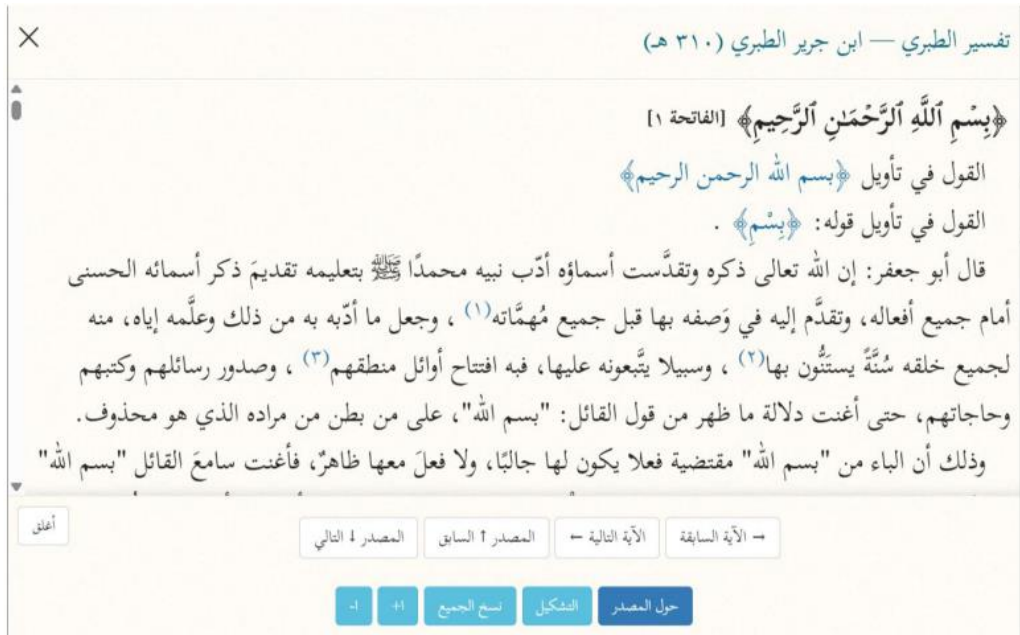 تفسير الطبري — ابن جرير الطبري (٣١٠ هـ)
﴿بِسْمِ ٱللَّهِ ٱلرَّحْمَـٰنِ ٱلرَّحِيمِ﴾ [الفاتحة ١]
القول في تأويل ﴿بسم الله الرحمن الرحيم﴾
القول في تأويل قوله: ﴿بِسْمِ﴾ .
قال أبو جعفر: إن الله تعالى ذكره وتقدَّست أسماؤه أدّب نبيه محمدًا ﷺ بتعليمه تقديمَ ذكر أسمائه الحسنى
أمام جميع أفعاله، وتقدَّم إليه في وَصفه بها قبل جميع مُهمَّاته(١) ، وجعل ما أدّبه به من ذلك وعلَّمه إياه، منه
لجميع خلقه سُنَّةً يستَنُّون بها(٢) ، وسبيلا يتَّبعونه عليها، فبه افتتاح أوائل منطقهم(٣) ، وصدور رسائلهم وكتبهم
وحاجاتهم، حتى أغنت دلالة ما ظهر من قول القائل: "بسم الله"، على من بطن من مراده الذي هو محذوف.
وذلك أن الباء من "بسم الله" مقتضية فعلا يكون لها جالبًا، ولا فعلَ معها ظاهرٌ، فأغنت سامعَ القائل "بسم الله"
→ الآية السابقة
الآية التالية ←
المصدر ↑ السابق
المصدر ↓ التالي
أغلق
حول المصدر
التشكيل
نسخ الجميع
+١
-١